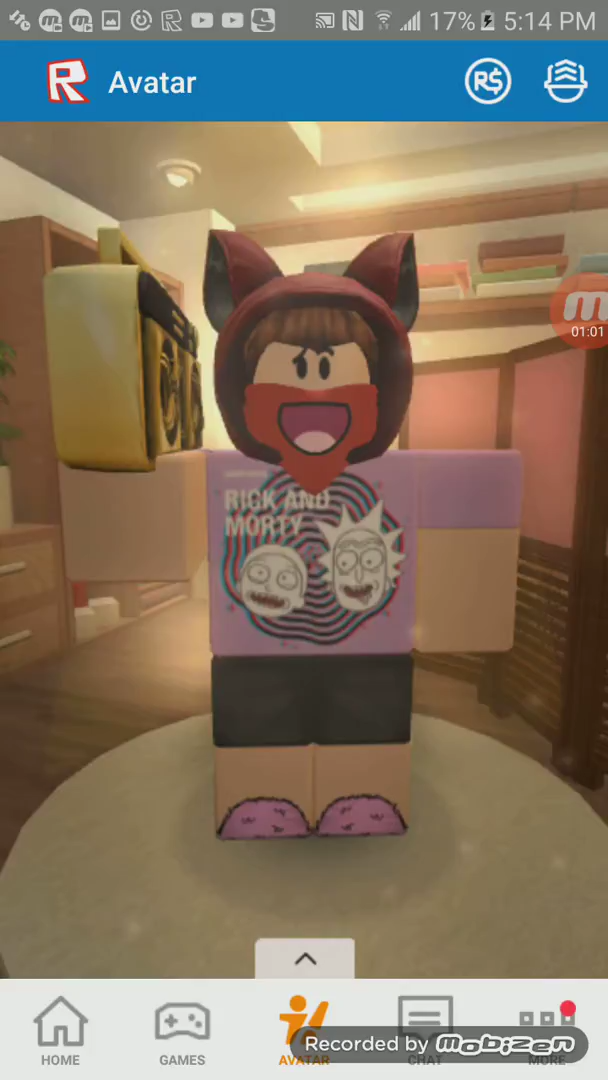 17% 5:14 PM
R Avatar R$
01:01
RICK AND
MORTY
HOME GAMES AVATAR CHAT MORE
Recorded by mobizen